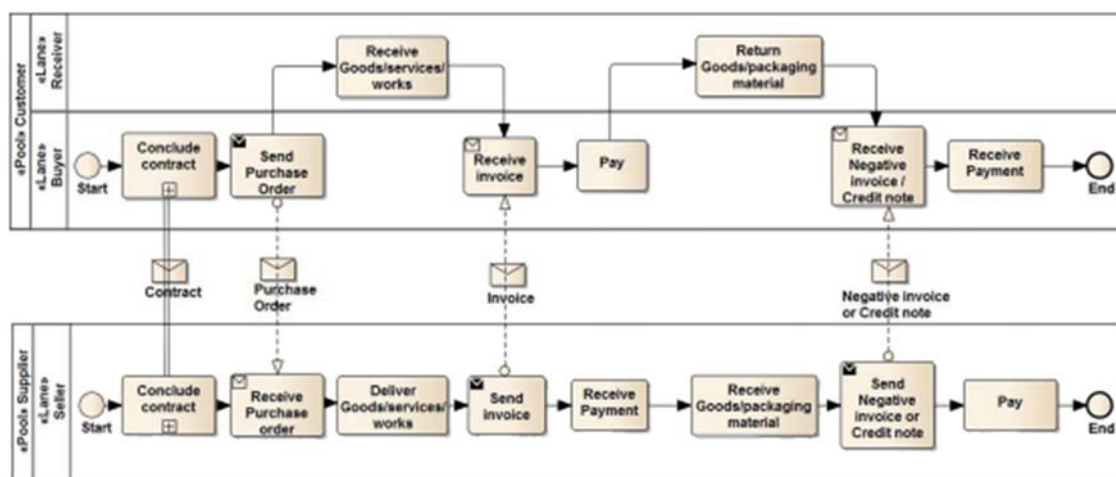 «Pool» Customer
«Lane»
Receiver
Receive
Goods/services/
works
Return
Goods/packaging
material
«Lane»
Buyer
Start
Conclude
contract
Send
Purchase
Order
Receive
invoice
Pay
Receive
Negative
invoice /
Credit note
Receive
Payment
End
Contract
Purchase
Order
Invoice
Negative invoice
or Credit note
«Pool» Supplier
«Lane»
Seller
Start
Conclude
contract
Receive
Purchase
order
Deliver
Goods/services/
works
Send
invoice
Receive
Payment
Receive
Goods/packaging
material
Send
Negative
invoice or
Credit note
Pay
End